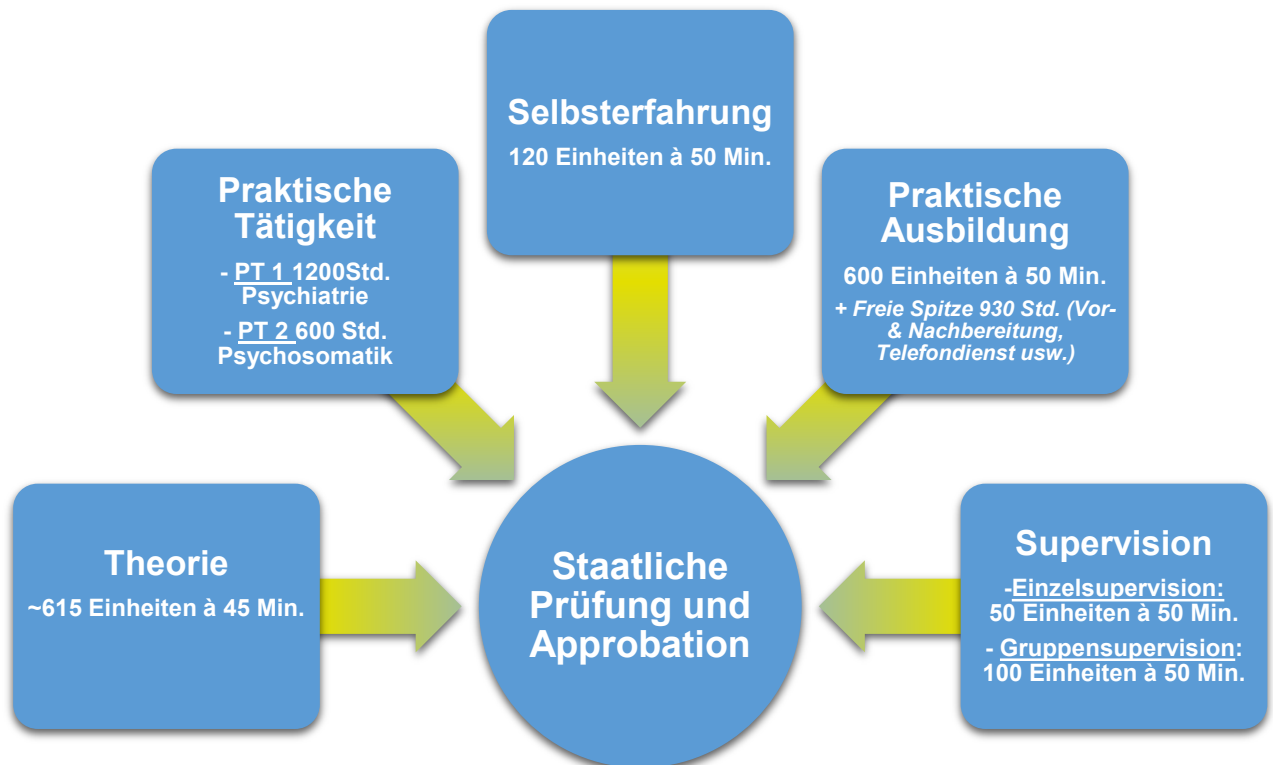 Selbsterfahrung
120 Einheiten à 50 Min.
Praktische
Tätigkeit
- PT 1 1200Std.
Psychiatrie
- PT 2 600 Std.
Psychosomatik
Praktische
Ausbildung
600 Einheiten à 50 Min.
+ Freie Spitze 930 Std. (Vor-
& Nachbereitung,
Telefondienst usw.)
Theorie
~615 Einheiten à 45 Min.
Staatliche
Prüfung und
Approbation
Supervision
-Einzelsupervision:
50 Einheiten à 50 Min.
- Gruppensupervision:
100 Einheiten à 50 Min.